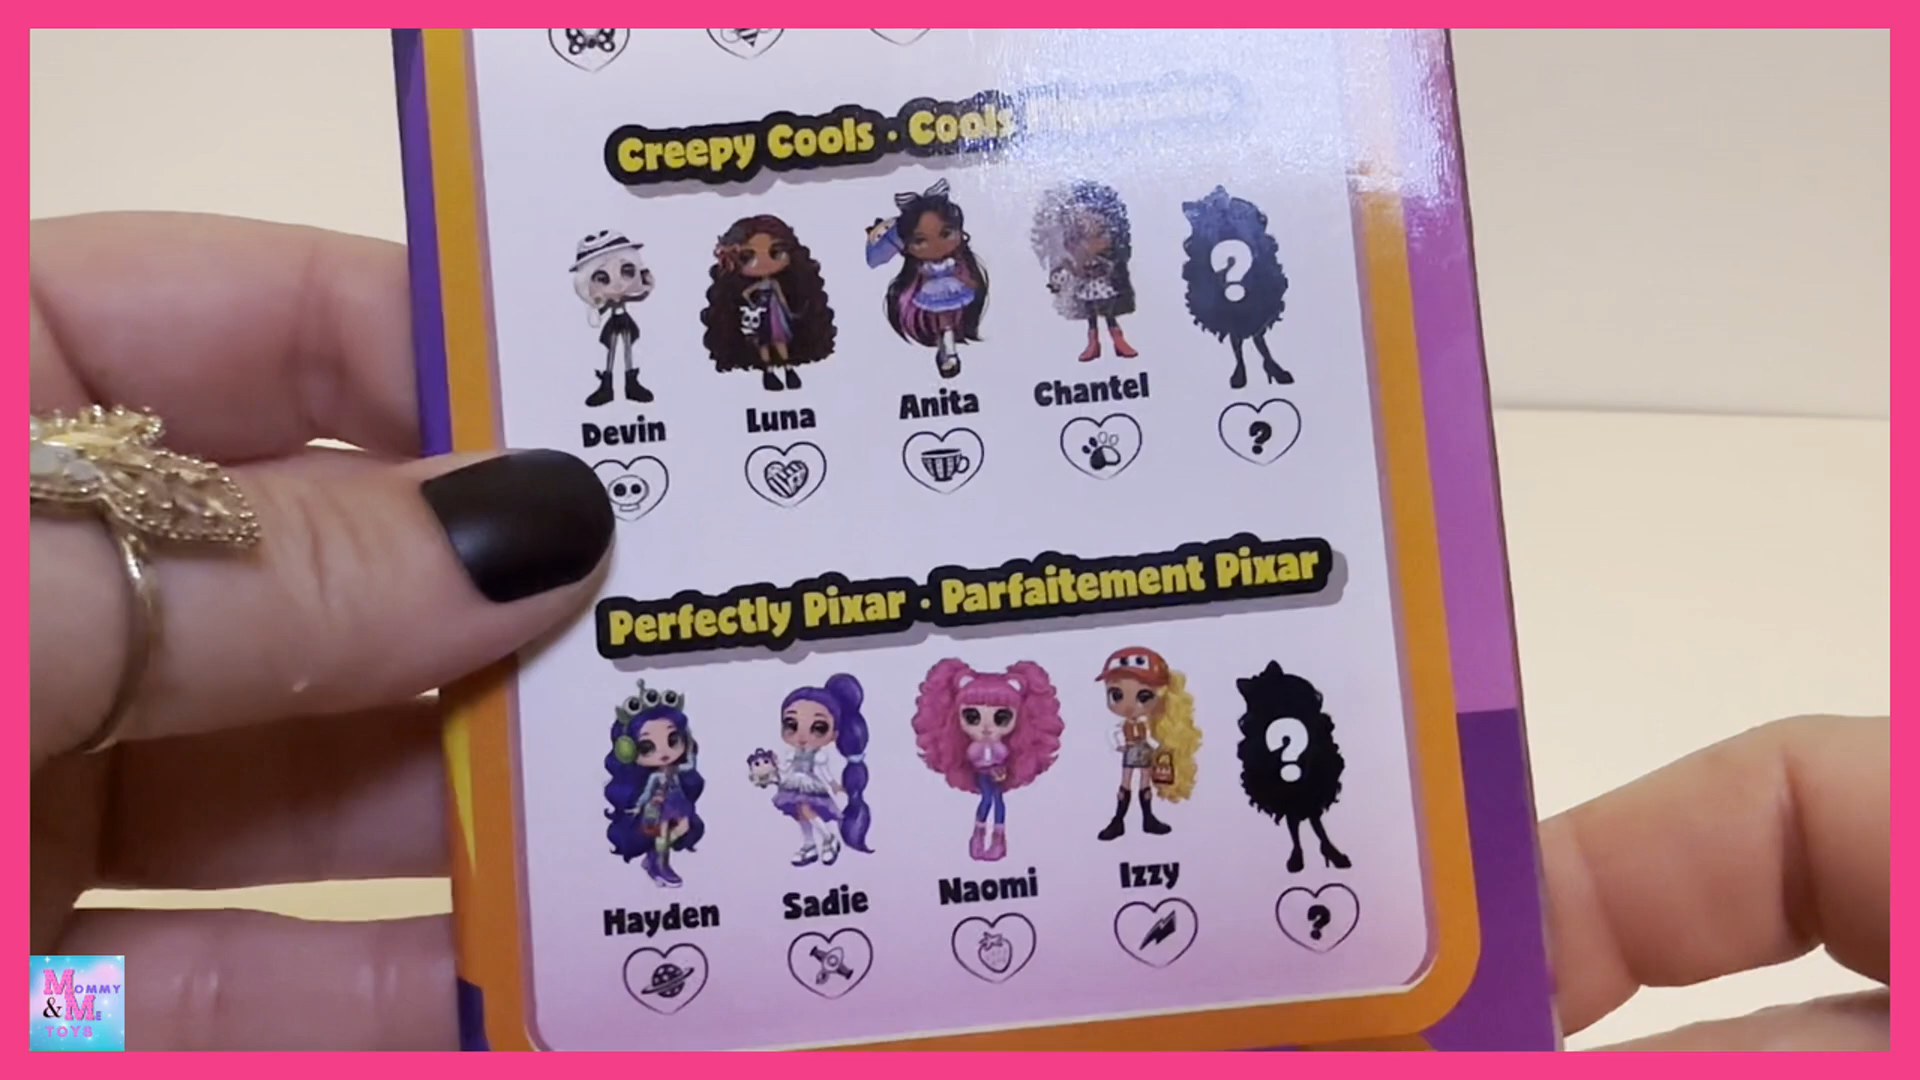 Creepy Cools · Cools
Devin
Luna
Anita
Chantel
?
?
Perfectly Pixar · Parfaitement Pixar
Hayden
Sadie
Naomi
Izzy
?
?
MOMMY
& ME
TOYS